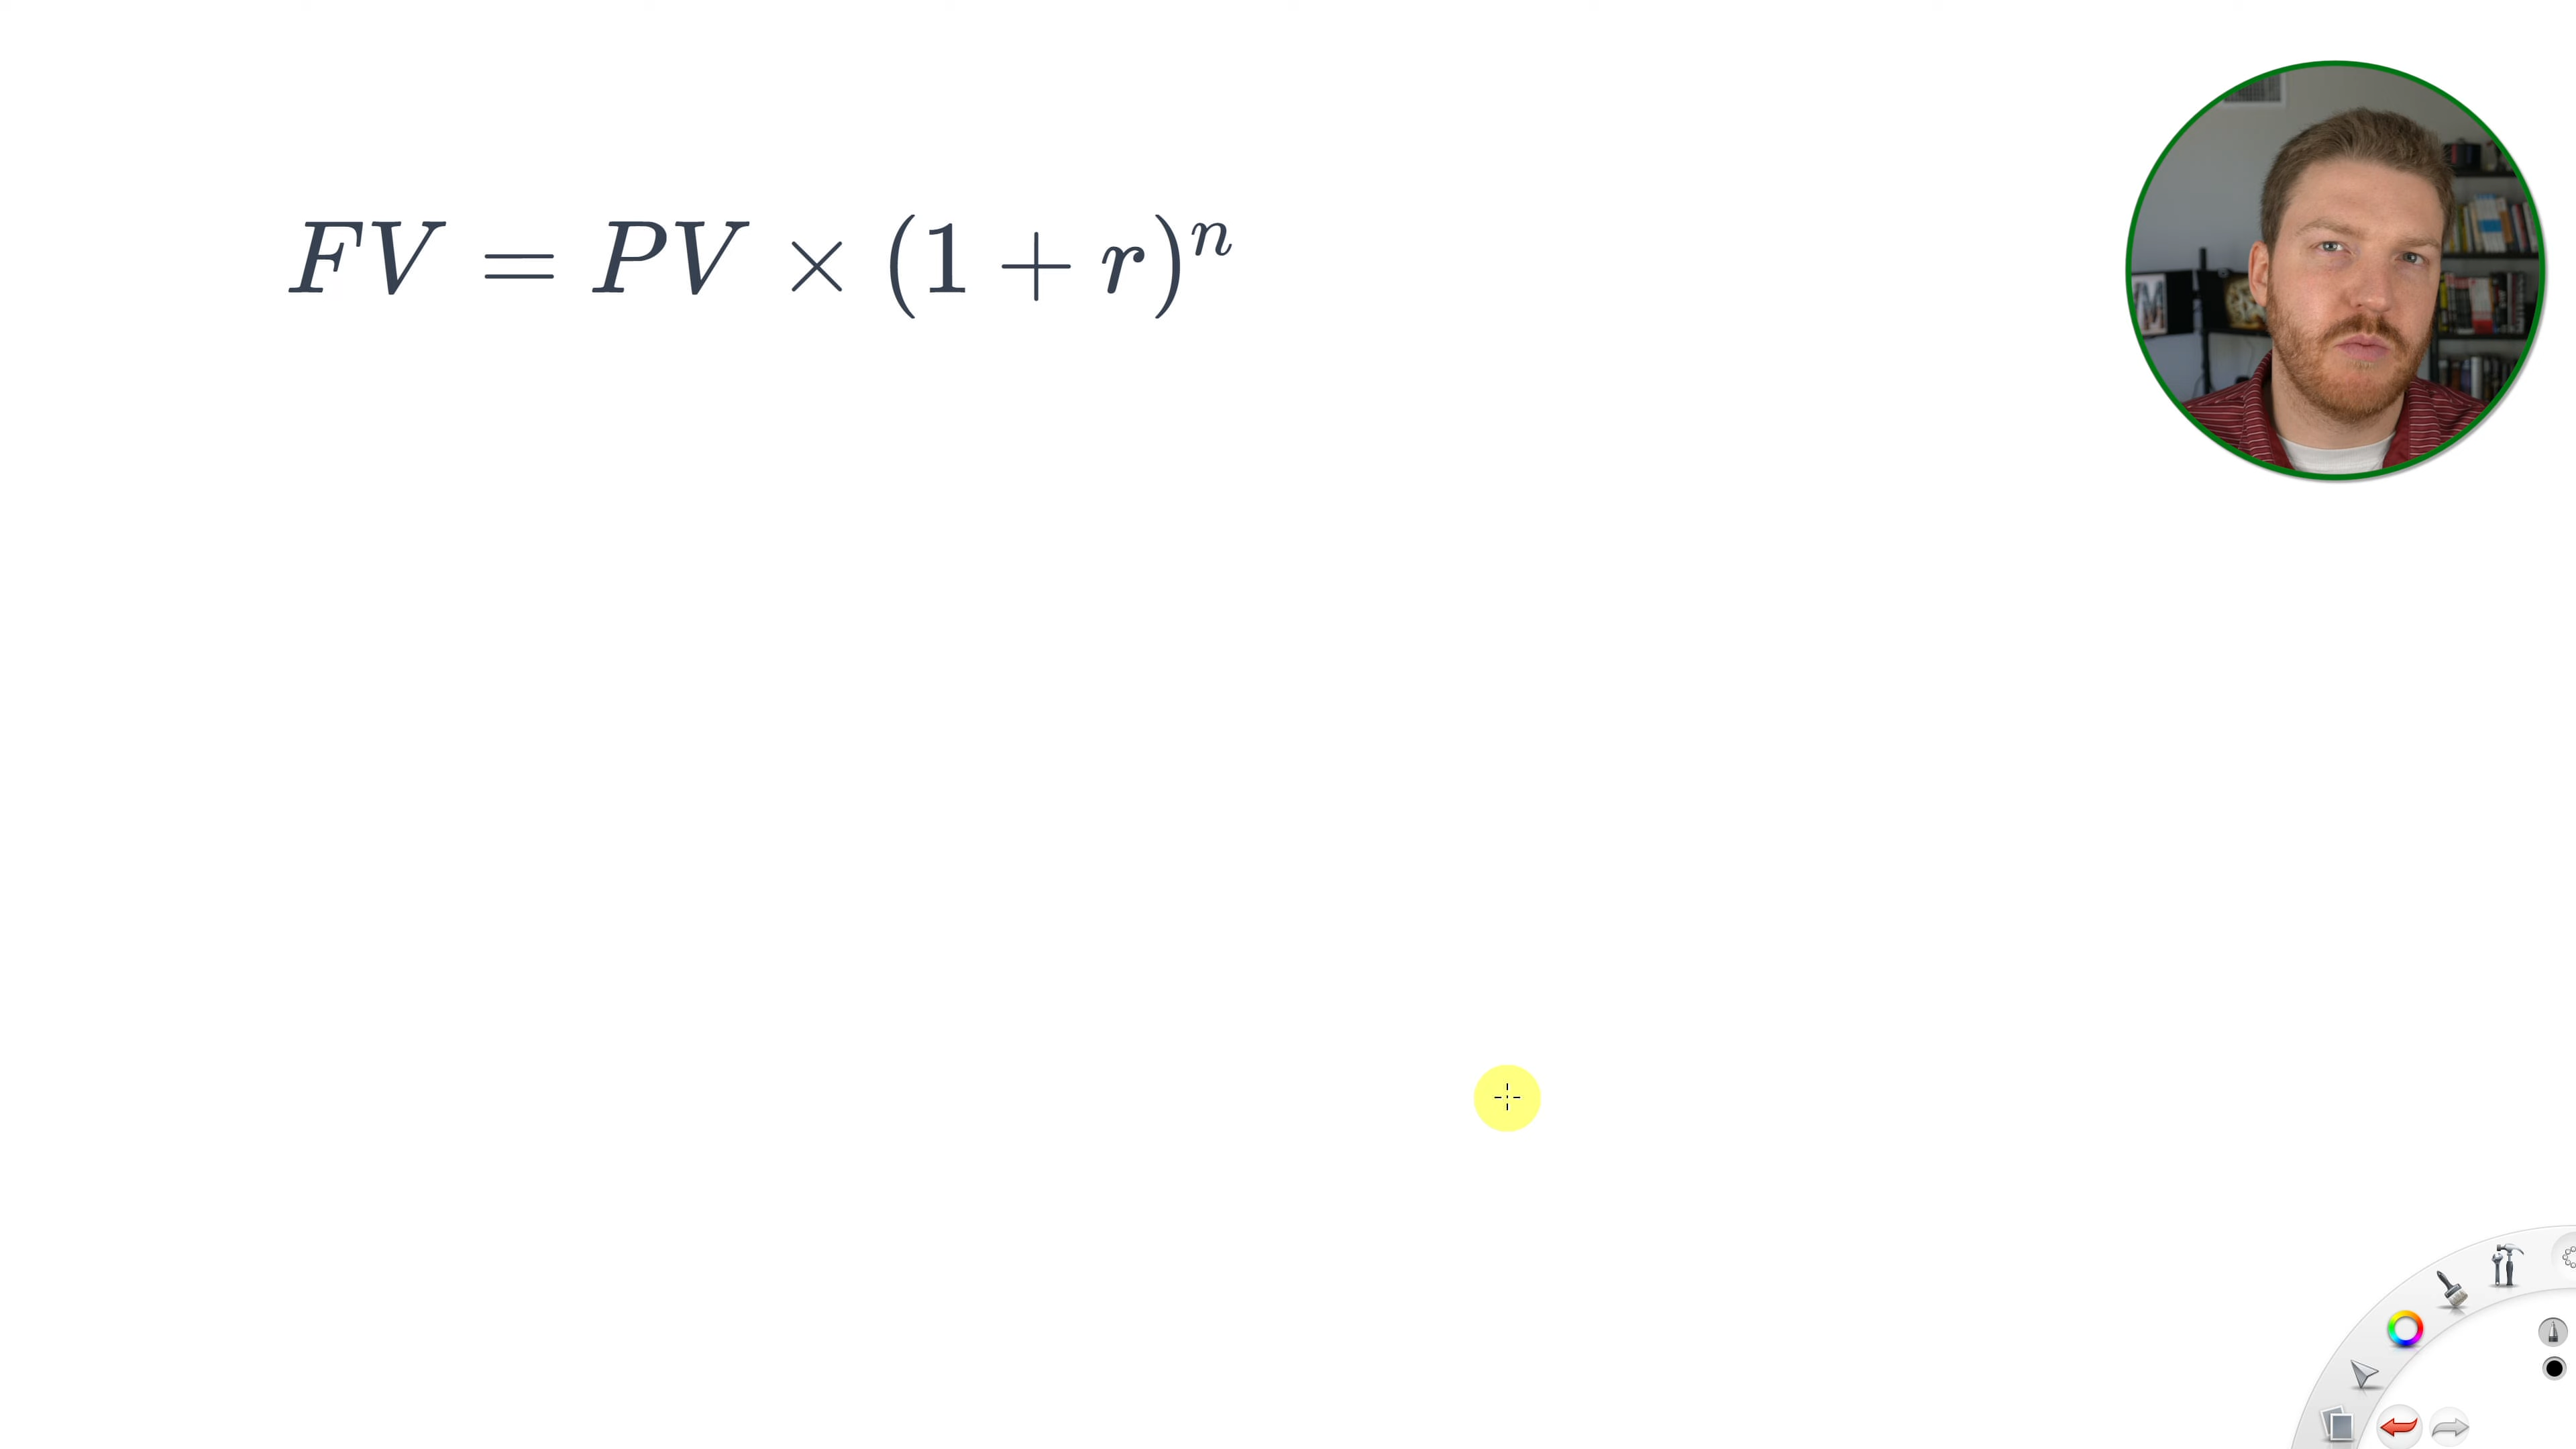 FV = PV × (1 + r)ⁿ